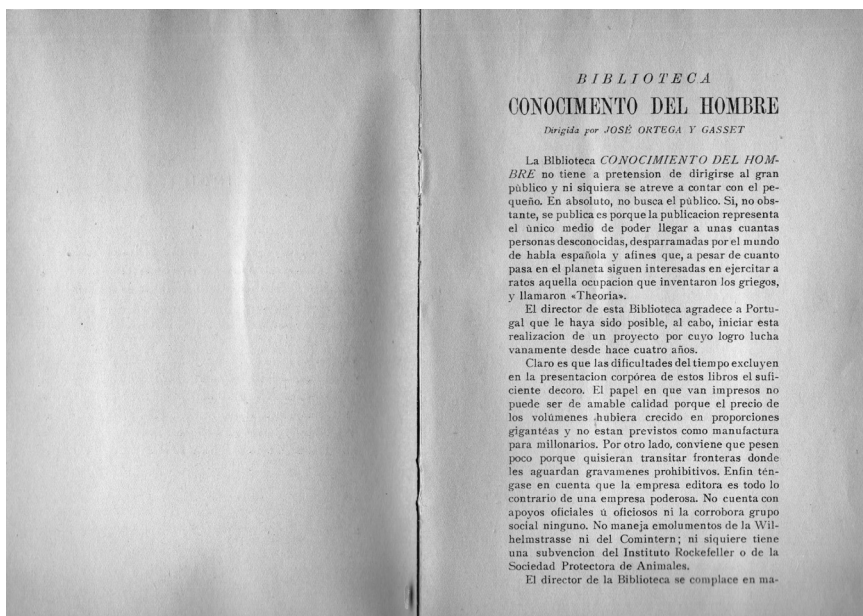 BIBLIOTECA
CONOCIMENTO DEL HOMBRE
Dirigida por JOSÉ ORTEGA Y GASSET
La Biblioteca CONOCIMIENTO DEL HOM-
BRE no tiene a pretension de dirigirse al gran
público y ni siquiera se atreve a contar con el pe-
queño. En absoluto, no busca el público. Si, no obs-
tante, se publica es porque la publicacion representa
el único medio de poder llegar a unas cuantas
personas desconocidas, desparramadas por el mundo
de habla española y afines que, a pesar de cuanto
pasa en el planeta siguen interesadas en ejercitar a
ratos aquella ocupacion que inventaron los griegos,
y llamaron «Theoria».
El director de esta Biblioteca agradece a Portu-
gal que le haya sido posible, al cabo, iniciar esta
realizacion de un proyecto por cuyo logro lucha
vanamente desde hace cuatro años.
Claro es que las dificultades del tiempo excluyen
en la presentacion corpórea de estos libros el sufi-
ciente decoro. El papel en que van impresos no
puede ser de amable calidad porque el precio de
los volúmenes hubiera crecido en proporciones
gigantéas y no estan previstos como manufactura
para millonarios. Por otro lado, conviene que pesen
poco porque quisieran transitar fronteras donde
les aguardan gravamenes prohibitivos. Enfin tén-
gase en cuenta que la empresa editora es todo lo
contrario de una empresa poderosa. No cuenta con
apoyos oficiales ú oficiosos ni la corrobora grupo
social ninguno. No maneja emolumentos de la Wil-
helmstrasse ni del Comintern; ni siquiere tiene
una subvencion del Instituto Rockefeller o de la
Sociedad Protectora de Animales.
El director de la Biblioteca se complace en ma-